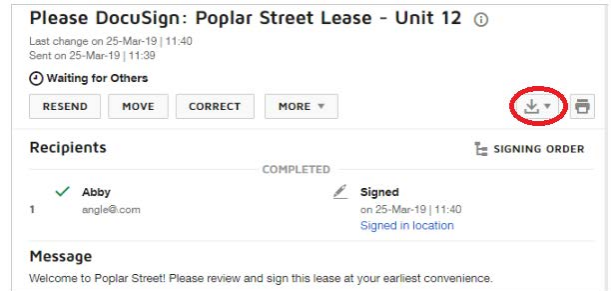 Please DocuSign: Poplar Street Lease - Unit 12
Last change on 25-Mar-19 | 11:40
Sent on 25-Mar-19 | 11:39
Waiting for Others
RESEND MOVE CORRECT MORE
Recipients SIGNING ORDER
COMPLETED
Abby Signed
1 angle@.com on 25-Mar-19 | 11:40
Signed in location
Message
Welcome to Poplar Street! Please review and sign this lease at your earliest convenience.